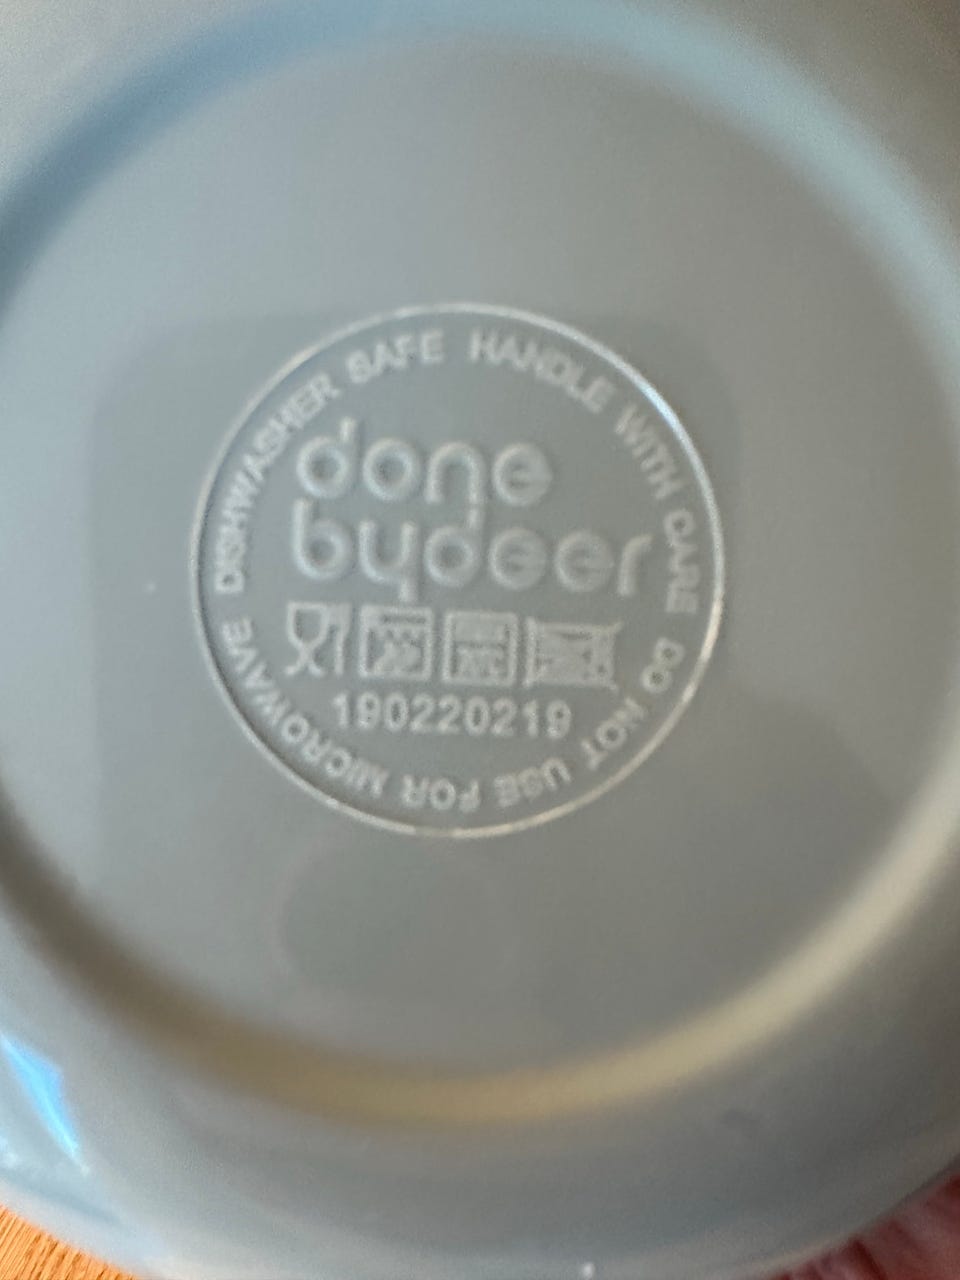 DISHWASHER SAFE HANDLE WITH CARE DO NOT USE FOR MICROWAVE
done
by deer
190220219